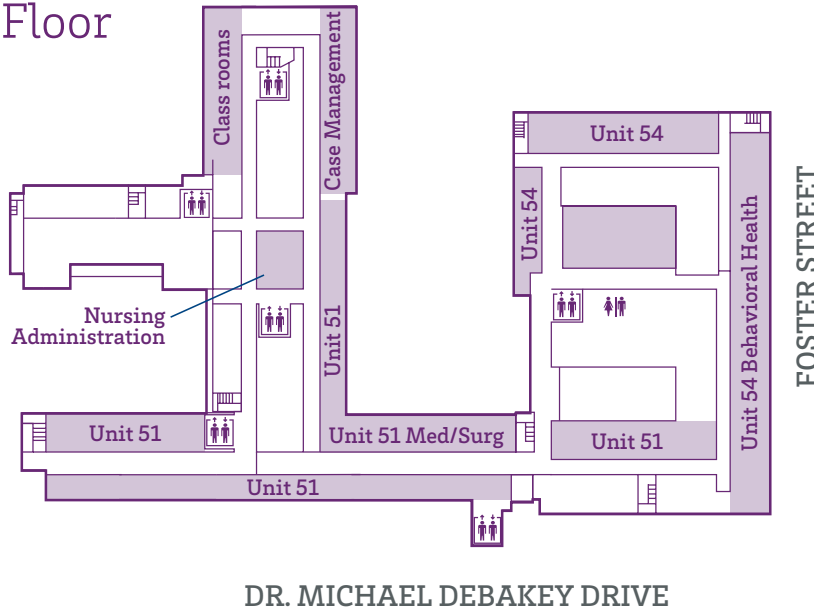 Floor
Class rooms
Case Management
Unit 54
Unit 54
Unit 54 Behavioral Health
FOSTER STREET
Nursing
Administration
Unit 51
Unit 51
Unit 51 Med/Surg
Unit 51
Unit 51
DR. MICHAEL DEBAKEY DRIVE